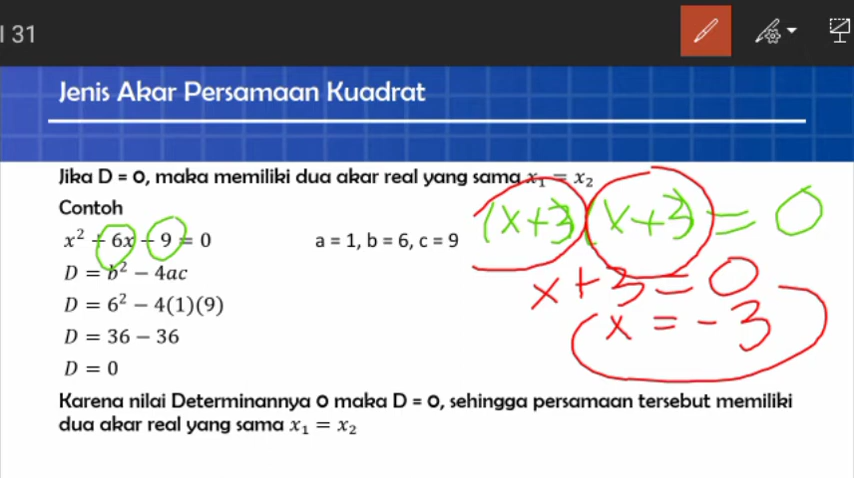 l 31
Jenis Akar Persamaan Kuadrat
Jika D = 0, maka memiliki dua akar real yang sama x₁ = x₂
Contoh
(x+3)(x+3) = 0
x² + 6x − 9 = 0
a = 1, b = 6, c = 9
D = b² − 4ac
x + 3 = 0
D = 6² − 4(1)(9)
x = - 3
D = 36 − 36
D = 0
Karena nilai Determinannya 0 maka D = 0, sehingga persamaan tersebut memiliki
dua akar real yang sama x₁ = x₂